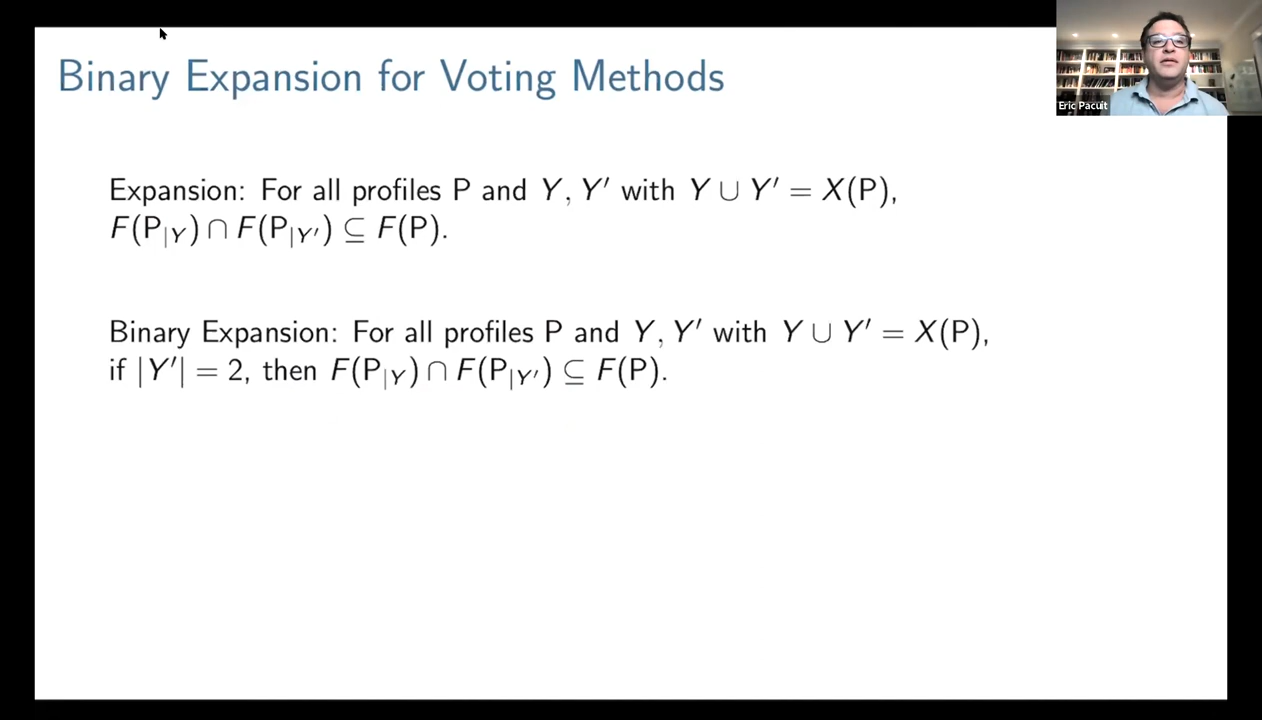 Binary Expansion for Voting Methods
Eric Pacuit
Expansion: For all profiles P and Y, Y′ with Y ∪ Y′ = X(P),
F(P|Y) ∩ F(P|Y′) ⊆ F(P).
Binary Expansion: For all profiles P and Y, Y′ with Y ∪ Y′ = X(P),
if |Y′| = 2, then F(P|Y) ∩ F(P|Y′) ⊆ F(P).